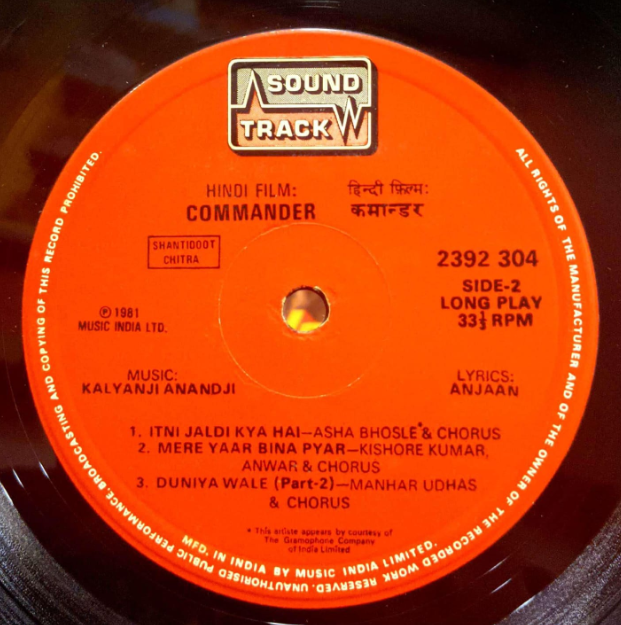 SOUND
TRACK
HINDI FILM:
COMMANDER
हिन्दी फ़िल्म:
कमान्डर
SHANTIDOOT
CHITRA
2392 304
SIDE-2
LONG PLAY
33⅓ RPM
℗ 1981
MUSIC INDIA LTD.
MUSIC:
KALYANJI ANANDJI
LYRICS:
ANJAAN
1. ITNI JALDI KYA HAI—ASHA BHOSLE* & CHORUS
2. MERE YAAR BINA PYAR—KISHORE KUMAR,
ANWAR & CHORUS
3. DUNIYA WALE (Part-2)—MANHAR UDHAS
& CHORUS
* This artiste appears by courtesy of
The Gramophone Company
of India Limited
MFD. IN INDIA BY MUSIC INDIA LIMITED.
ALL RIGHTS OF THE MANUFACTURER AND OF THE OWNER OF THE RECORDED WORK RESERVED. UNAUTHORISED PUBLIC PERFORMANCE BROADCASTING AND COPYING OF THIS RECORD PROHIBITED.